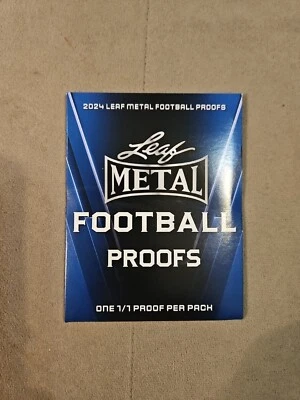 2024 LEAF METAL FOOTBALL PROOFS
Leaf
METAL
FOOTBALL
PROOFS
ONE 1/1 PROOF PER PACK